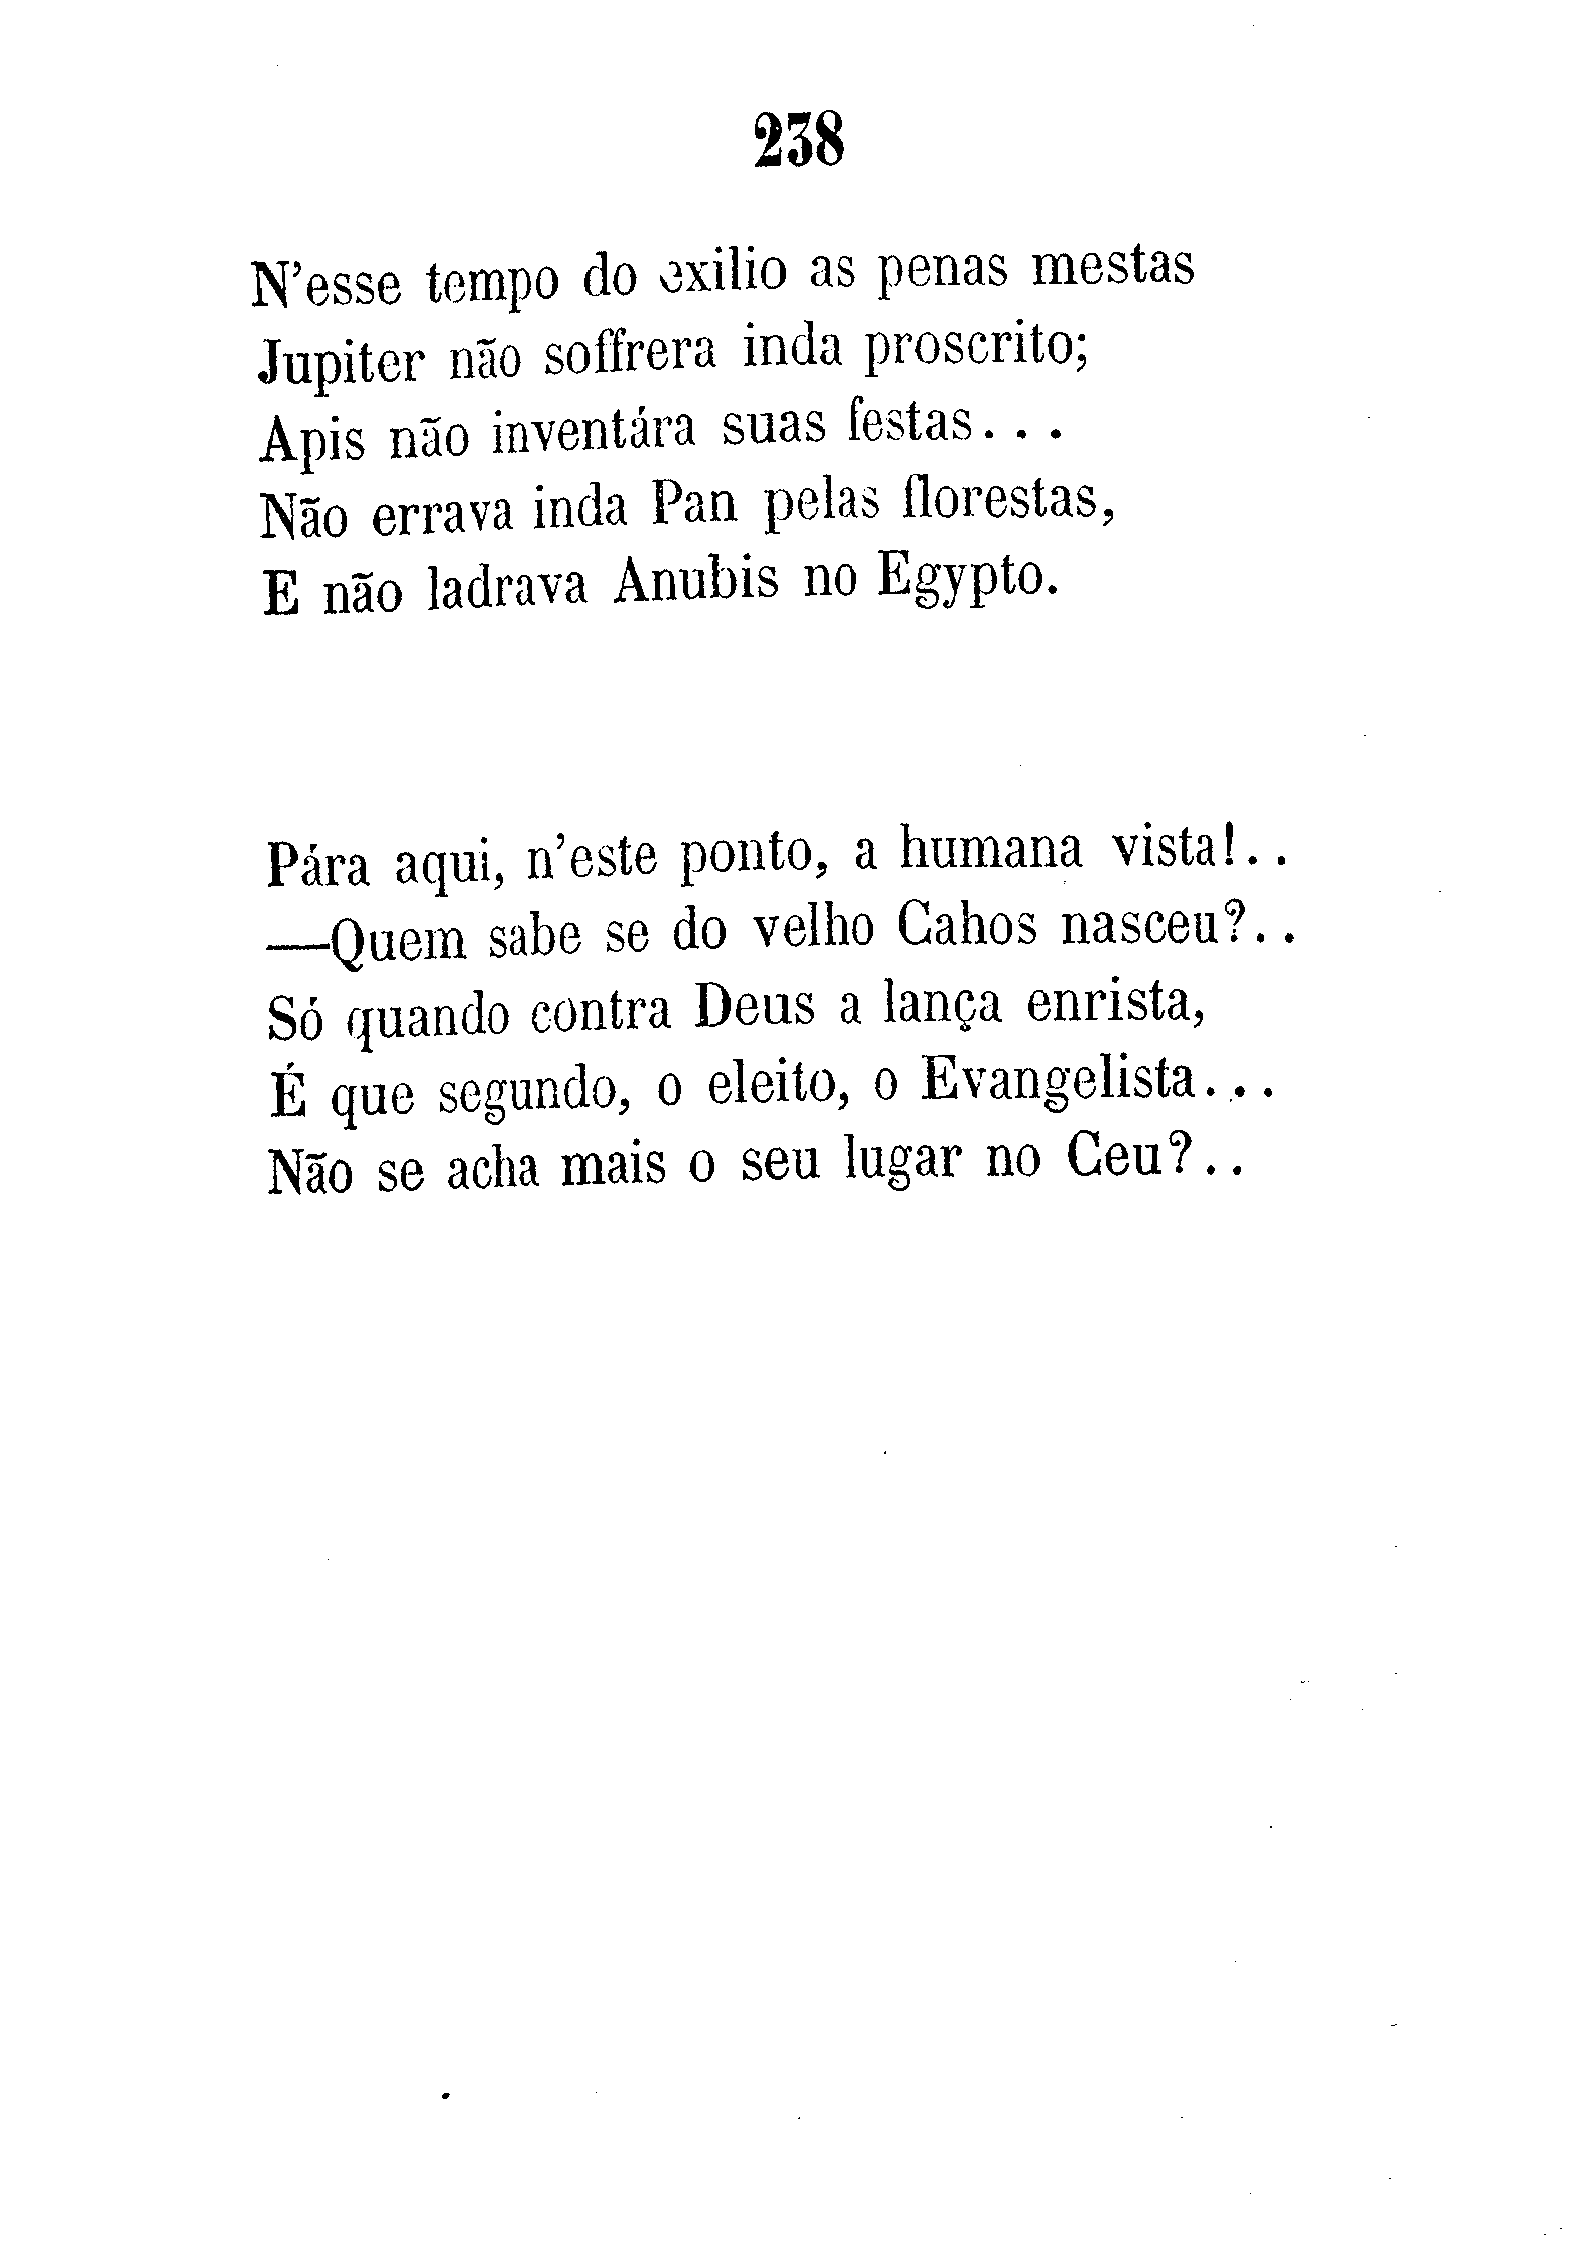 238
N'esse tempo do exilio as penas mestas
Jupiter não soffrera inda proscrito;
Apis não inventára suas festas...
Não errava inda Pan pelas florestas,
E não ladrava Anubis no Egypto.
Pára aqui, n'este ponto, a humana vista!..
—Quem sabe se do velho Cahos nasceu?..
Só quando contra Deus a lança enrista,
É que segundo, o eleito, o Evangelista...
Não se acha mais o seu lugar no Ceu?..